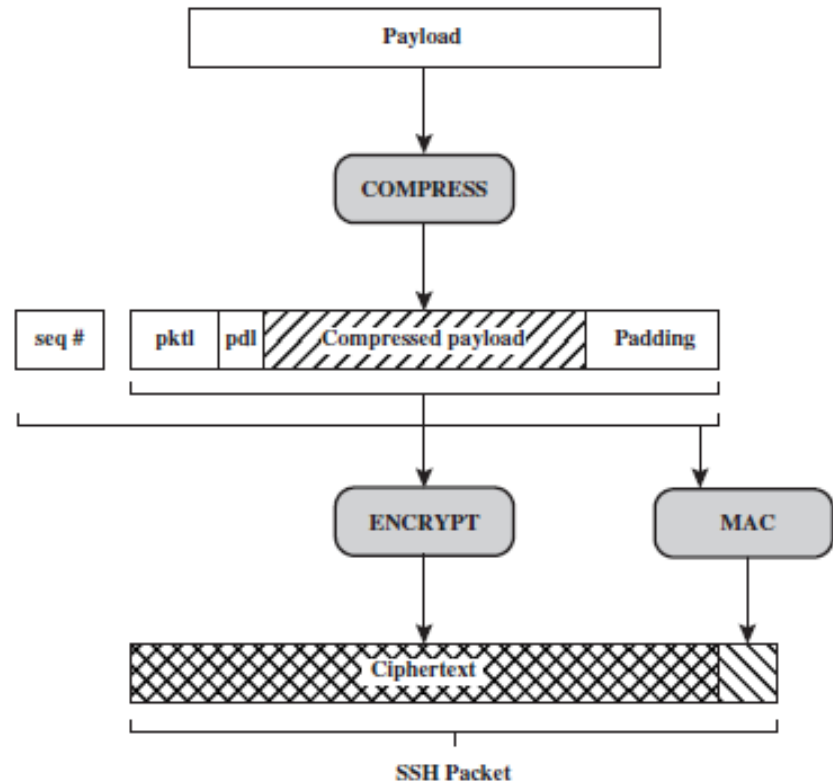 Payload
COMPRESS
seq # pktl pdl Compressed payload Padding
ENCRYPT MAC
Ciphertext
SSH Packet